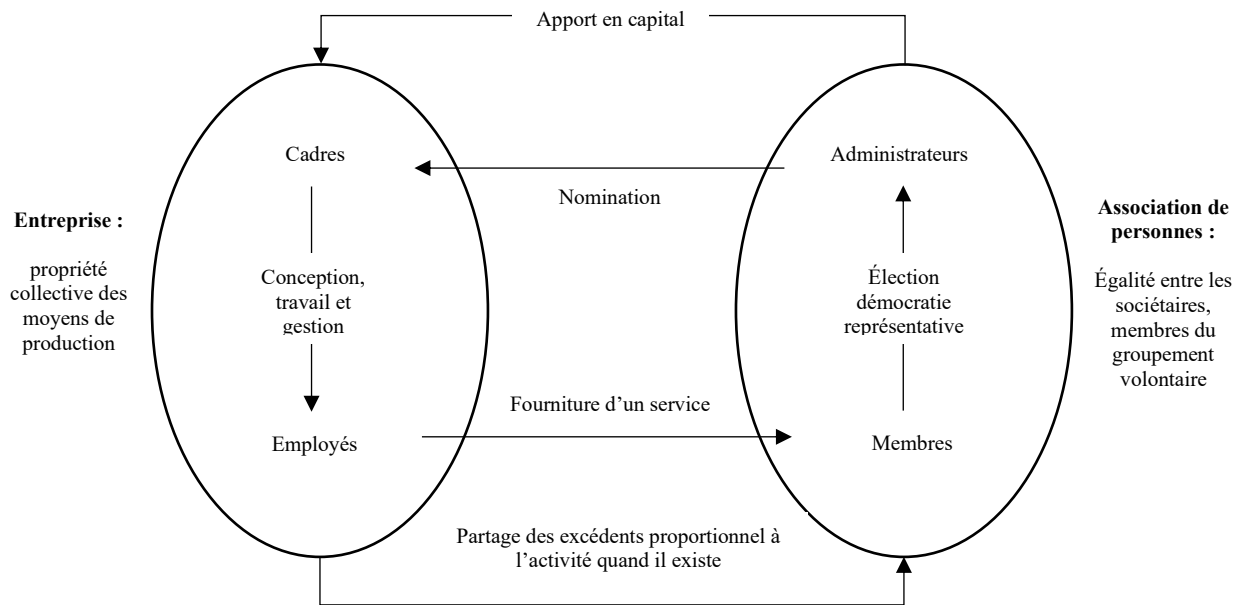 Apport en capital
Cadres
Administrateurs
Nomination
Entreprise :
propriété
collective des
moyens de
production
Association de
personnes :
Égalité entre les
sociétaires,
membres du
groupement
volontaire
Conception,
travail et
gestion
Élection
démocratie
représentative
Fourniture d’un service
Employés
Membres
Partage des excédents proportionnel à
l’activité quand il existe